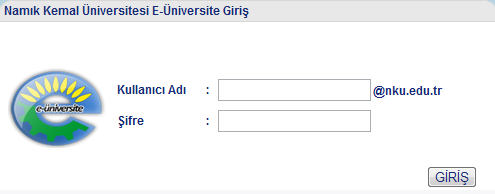 Namık Kemal Üniversitesi E-Üniversite Giriş
Kullanıcı Adı : @nku.edu.tr
e-üniversite
Şifre :
GİRİŞ